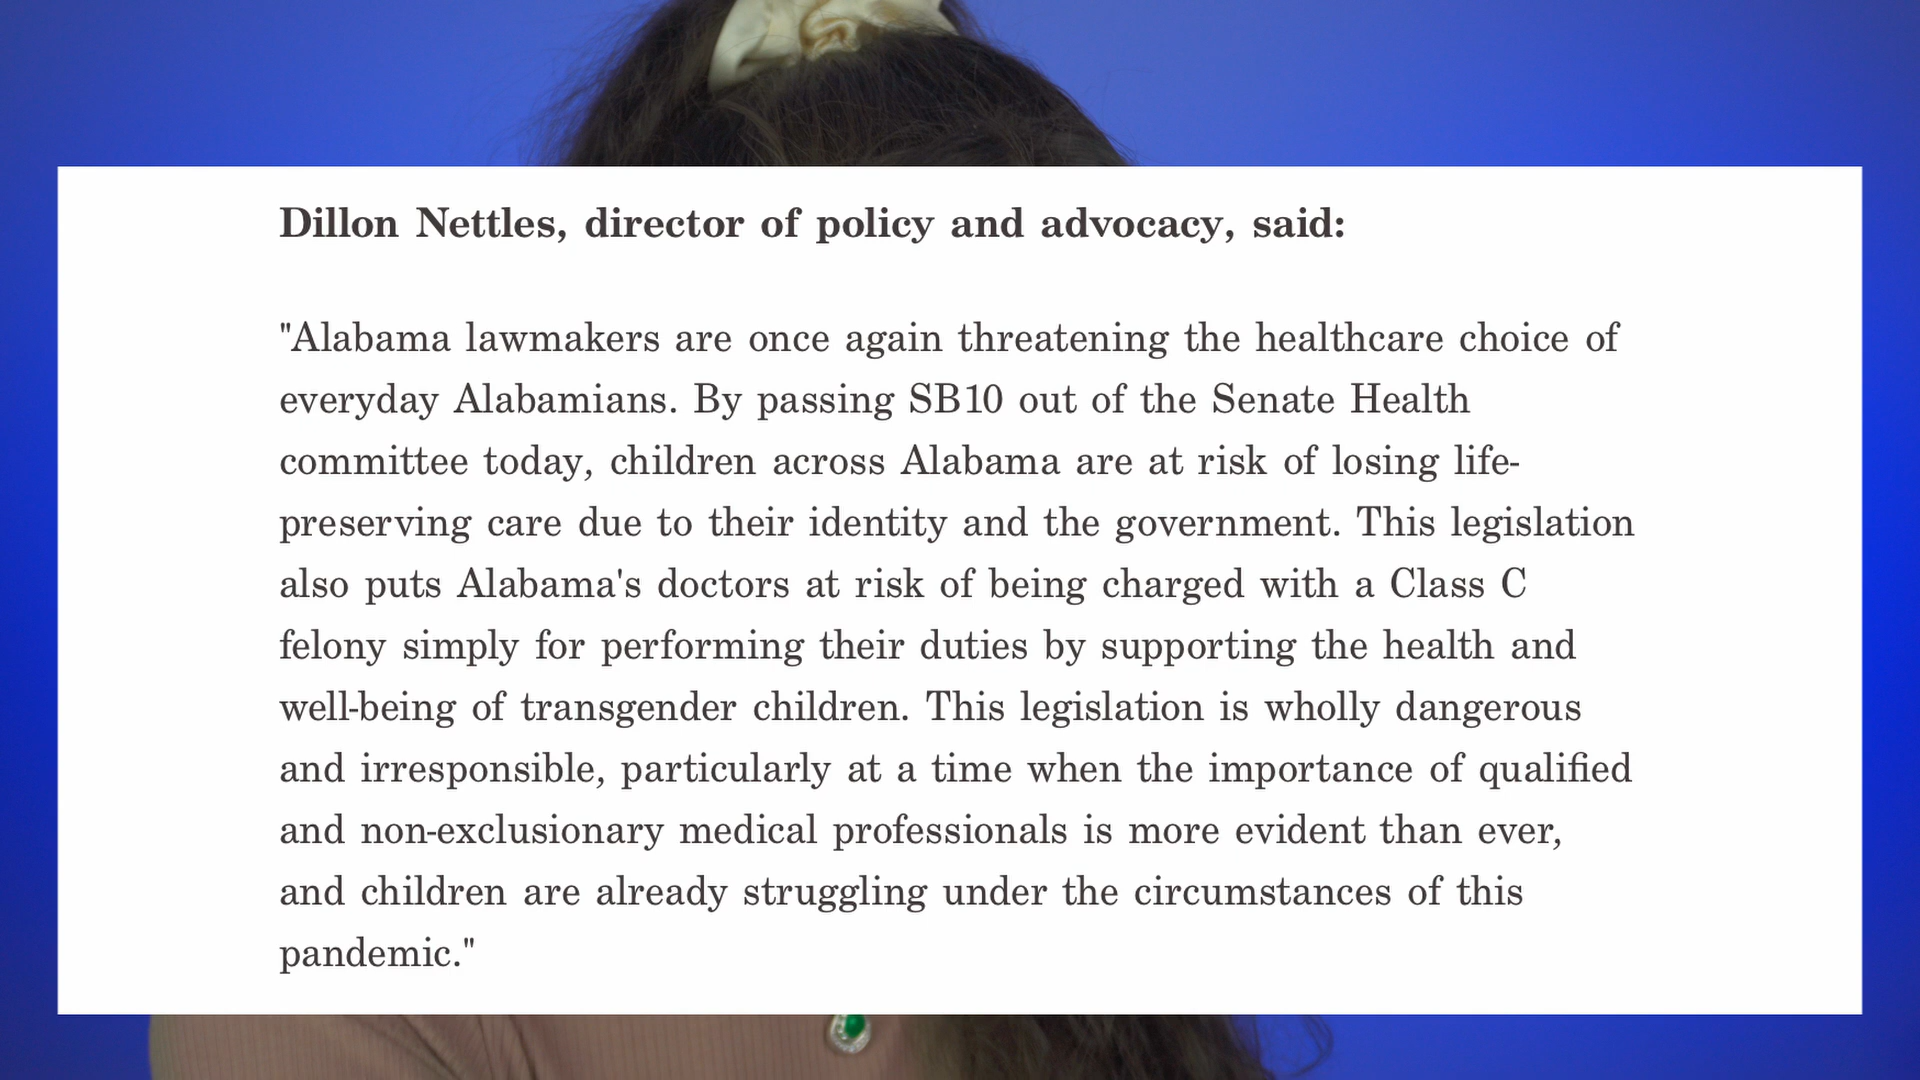 Dillon Nettles, director of policy and advocacy, said:
"Alabama lawmakers are once again threatening the healthcare choice of
everyday Alabamians. By passing SB10 out of the Senate Health
committee today, children across Alabama are at risk of losing life-
preserving care due to their identity and the government. This legislation
also puts Alabama's doctors at risk of being charged with a Class C
felony simply for performing their duties by supporting the health and
well-being of transgender children. This legislation is wholly dangerous
and irresponsible, particularly at a time when the importance of qualified
and non-exclusionary medical professionals is more evident than ever,
and children are already struggling under the circumstances of this
pandemic."